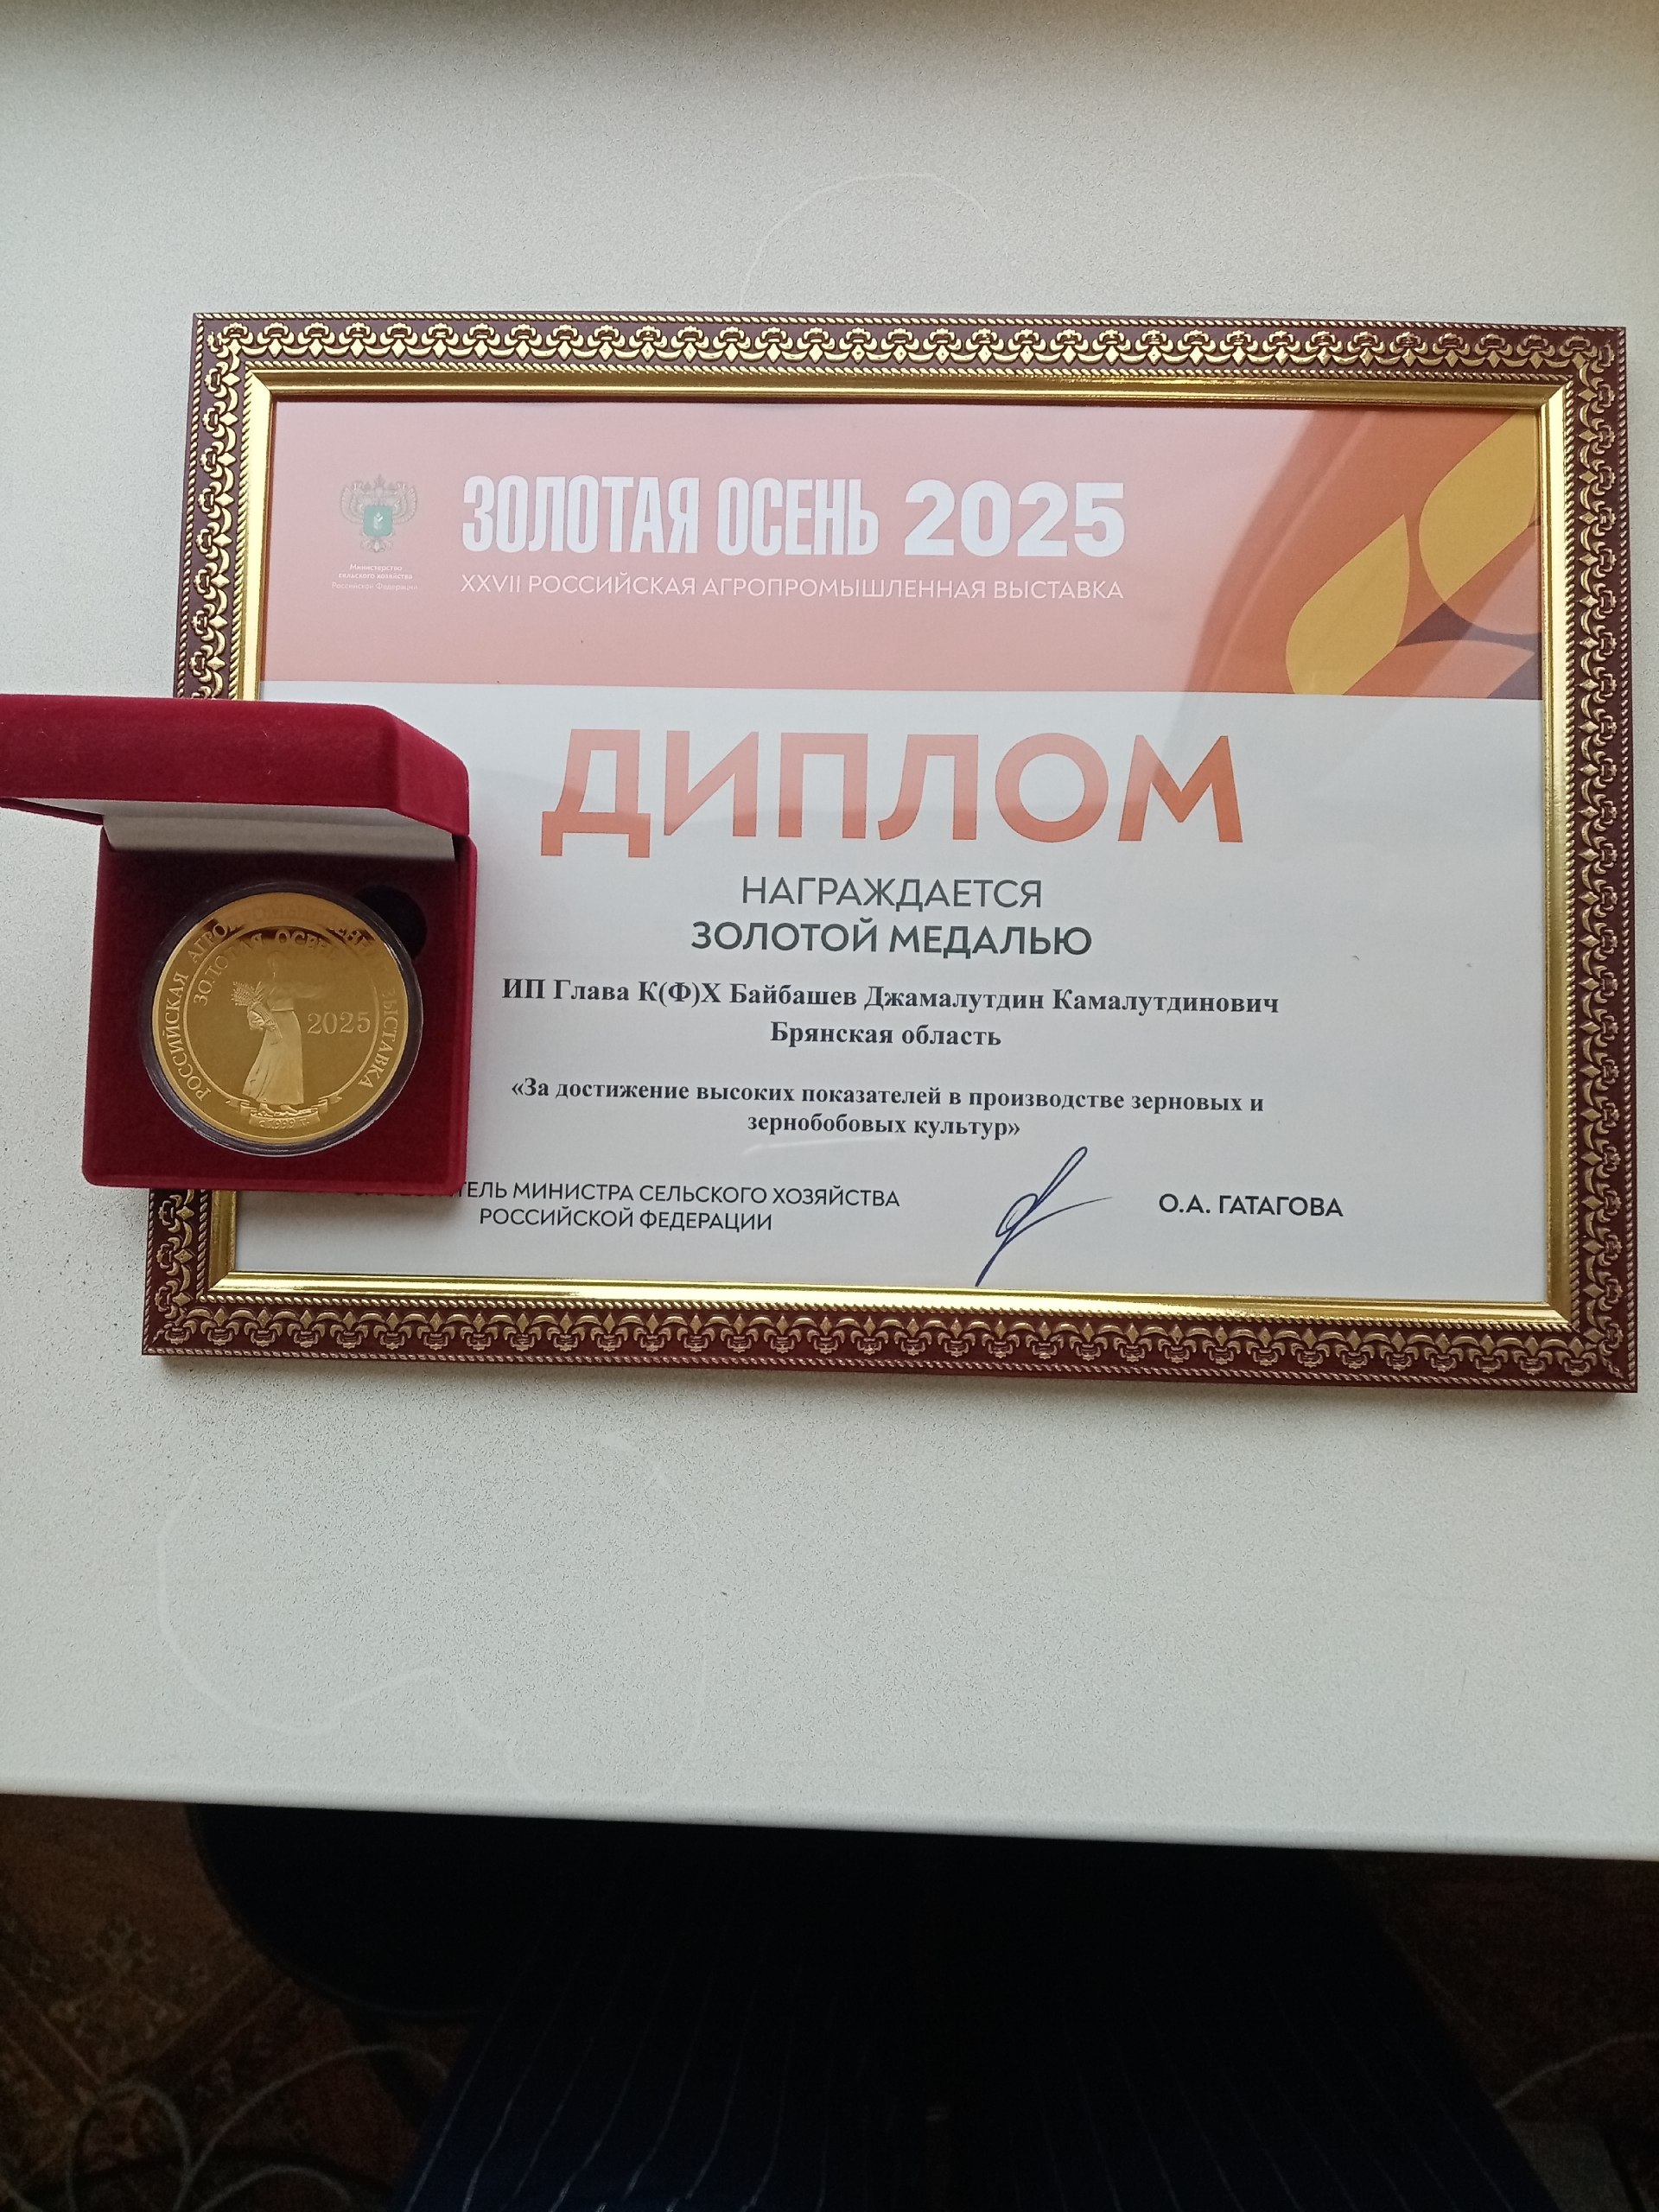 Министерство
сельского хозяйства
Российской Федерации
ЗОЛОТАЯ ОСЕНЬ 2025
XXVII РОССИЙСКАЯ АГРОПРОМЫШЛЕННАЯ ВЫСТАВКА
ДИПЛОМ
НАГРАЖДАЕТСЯ
ЗОЛОТОЙ МЕДАЛЬЮ
ИП Глава К(Ф)Х Байбашев Джамалутдин Камалутдинович
Брянская область
«За достижение высоких показателей в производстве зерновых и
зернобобовых культур»
МИНИСТРА СЕЛЬСКОГО ХОЗЯЙСТВА
РОССИЙСКОЙ ФЕДЕРАЦИИ
О.А. ГАТАГОВА
РОССИЙСКАЯ ВЫСТАВКА
ЗОЛОТАЯ ОСЕНЬ
2025
с 1999 г.